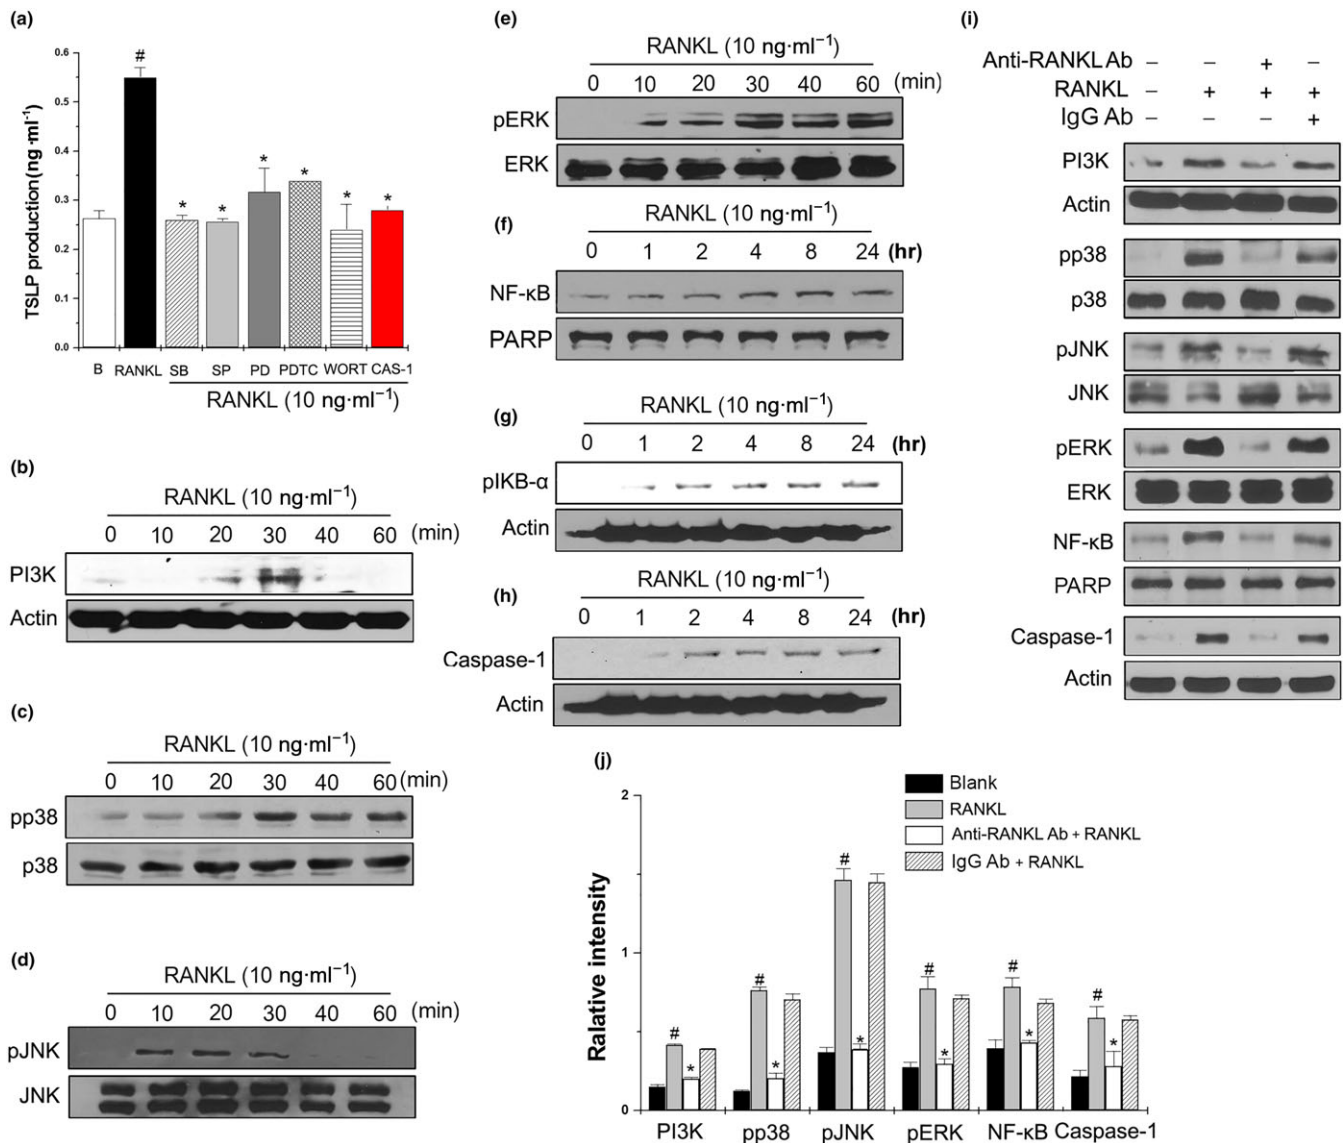 (a)
TSLP production(ng ·ml⁻¹)
0.6
0.5
0.4
0.3
0.2
0.1
0.0
#
* * * * * *
B RANKL SB SP PD PDTC WORT CAS-1
RANKL (10 ng·ml⁻¹)
(b)
RANKL (10 ng·ml⁻¹)
0 10 20 30 40 60 (min)
PI3K
Actin
(c)
RANKL (10 ng·ml⁻¹)
0 10 20 30 40 60 (min)
pp38
p38
(d)
RANKL (10 ng·ml⁻¹)
0 10 20 30 40 60 (min)
pJNK
JNK
(e)
RANKL (10 ng·ml⁻¹)
0 10 20 30 40 60 (min)
pERK
ERK
(f)
RANKL (10 ng·ml⁻¹)
0 1 2 4 8 24 (hr)
NF-κB
PARP
(g)
RANKL (10 ng·ml⁻¹)
0 1 2 4 8 24 (hr)
pIKB-α
Actin
(h)
RANKL (10 ng·ml⁻¹)
0 1 2 4 8 24 (hr)
Caspase-1
Actin
(i)
Anti-RANKL Ab – – + –
RANKL – + + +
IgG Ab +
PI3K
Actin
pp38
p38
pJNK
JNK
pERK
ERK
NF-κB
PARP
Caspase-1
Actin
(j)
Blank
RANKL
Anti-RANKL Ab + RANKL
IgG Ab + RANKL
Ralative intensity
2
1
0
# # # # # #
* * * * * *
PI3K pp38 pJNK pERK NF-κB Caspase-1